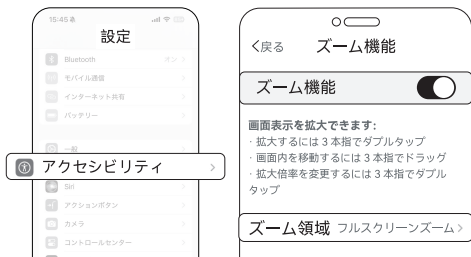 15:45
設定
Bluetooth オン
モバイル通信
インターネット共有
バッテリー
一般
アクセシビリティ
Siri
アクションボタン
カメラ
コントロールセンター
＜戻る ズーム機能
ズーム機能
画面表示を拡大できます:
・拡大するには3本指でダブルタップ
・画面内を移動するには3本指でドラッグ
・拡大倍率を変更するには3本指でダブル
タップ
ズーム領域 フルスクリーンズーム